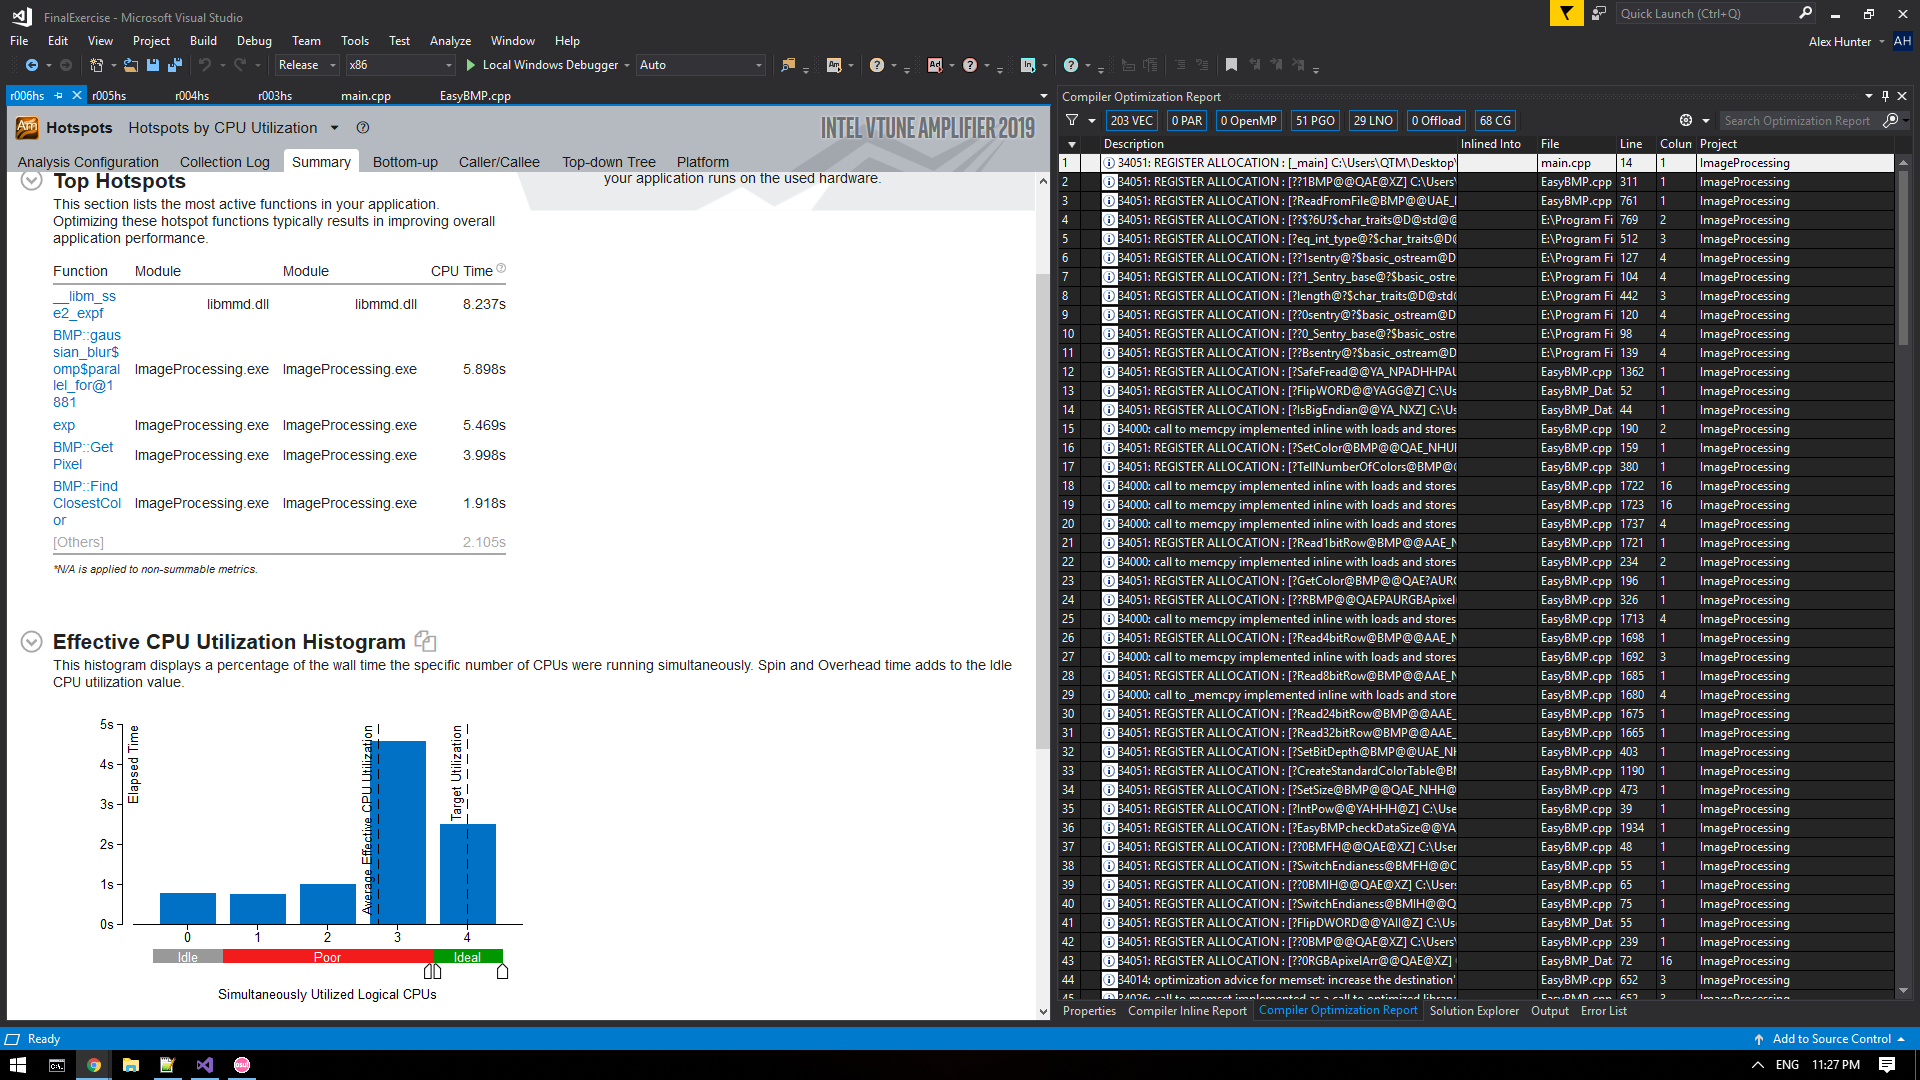 FinalExercise - Microsoft Visual Studio
Quick Launch (Ctrl+Q)
File Edit View Project Build Debug Team Tools Test Analyze Window Help
Alex Hunter AH
Release x86 Local Windows Debugger Auto
r006hs r005hs r004hs r003hs main.cpp EasyBMP.cpp
Am Hotspots Hotspots by CPU Utilization
INTEL VTUNE AMPLIFIER 2019
Analysis Configuration Collection Log Summary Bottom-up Caller/Callee Top-down Tree Platform
your application runs on the used hardware.
Top Hotspots
This section lists the most active functions in your application.
Optimizing these hotspot functions typically results in improving overall
application performance.
Function Module Module CPU Time
__libm_ss
e2_expf libmmd.dll libmmd.dll 8.237s
BMP::gaus
sian_blur$
omp$paral
lel_for@1
881 ImageProcessing.exe ImageProcessing.exe 5.898s
exp ImageProcessing.exe ImageProcessing.exe 5.469s
BMP::Get
Pixel ImageProcessing.exe ImageProcessing.exe 3.998s
BMP::Find
ClosestCol
or ImageProcessing.exe ImageProcessing.exe 1.918s
[Others] 2.105s
*N/A is applied to non-summable metrics.
Effective CPU Utilization Histogram
This histogram displays a percentage of the wall time the specific number of CPUs were running simultaneously. Spin and Overhead time adds to the Idle
CPU utilization value.
5s
4s
3s
2s
1s
0s
Elapsed Time
Average Effective CPU Utilization
Target Utilization
0 1 2 3 4
Idle Poor Ideal
Simultaneously Utilized Logical CPUs
Compiler Optimization Report
203 VEC 0 PAR 0 OpenMP 51 PGO 29 LNO 0 Offload 68 CG
Search Optimization Report
Description Inlined Into File Line Colun Project
1 34051: REGISTER ALLOCATION : [_main] C:\Users\QTM\Desktop\ main.cpp 14 1 ImageProcessing
2 34051: REGISTER ALLOCATION : [??1BMP@@QAE@XZ] C:\Users\ EasyBMP.cpp 311 1 ImageProcessing
3 34051: REGISTER ALLOCATION : [?ReadFromFile@BMP@@UAE_N EasyBMP.cpp 761 1 ImageProcessing
4 34051: REGISTER ALLOCATION : [??$?6U?$char_traits@D@std@@ E:\Program Fi 769 2 ImageProcessing
5 34051: REGISTER ALLOCATION : [?eq_int_type@?$char_traits@D@ E:\Program Fi 512 3 ImageProcessing
6 34051: REGISTER ALLOCATION : [??1sentry@?$basic_ostream@D E:\Program Fi 127 4 ImageProcessing
7 34051: REGISTER ALLOCATION : [??1_Sentry_base@?$basic_ostre E:\Program Fi 104 4 ImageProcessing
8 34051: REGISTER ALLOCATION : [?length@?$char_traits@D@std@ E:\Program Fi 442 3 ImageProcessing
9 34051: REGISTER ALLOCATION : [??0sentry@?$basic_ostream@D E:\Program Fi 120 4 ImageProcessing
10 34051: REGISTER ALLOCATION : [??0_Sentry_base@?$basic_ostre E:\Program Fi 98 4 ImageProcessing
11 34051: REGISTER ALLOCATION : [??Bsentry@?$basic_ostream@D E:\Program Fi 139 4 ImageProcessing
12 34051: REGISTER ALLOCATION : [?SafeFread@@YA_NPADHHPAU EasyBMP.cpp 1362 1 ImageProcessing
13 34051: REGISTER ALLOCATION : [?FlipWORD@@YAGG@Z] C:\Us EasyBMP_Dat 52 1 ImageProcessing
14 34051: REGISTER ALLOCATION : [?IsBigEndian@@YA_NXZ] C:\Us EasyBMP_Dat 44 1 ImageProcessing
15 34000: call to memcpy implemented inline with loads and stores EasyBMP.cpp 190 2 ImageProcessing
16 34051: REGISTER ALLOCATION : [?SetColor@BMP@@QAE_NHUR EasyBMP.cpp 159 1 ImageProcessing
17 34051: REGISTER ALLOCATION : [?TellNumberOfColors@BMP@@ EasyBMP.cpp 380 1 ImageProcessing
18 34000: call to memcpy implemented inline with loads and stores EasyBMP.cpp 1722 16 ImageProcessing
19 34000: call to memcpy implemented inline with loads and stores EasyBMP.cpp 1723 16 ImageProcessing
20 34000: call to memcpy implemented inline with loads and stores EasyBMP.cpp 1737 4 ImageProcessing
21 34051: REGISTER ALLOCATION : [?Read1bitRow@BMP@@AAE_N EasyBMP.cpp 1721 1 ImageProcessing
22 34000: call to memcpy implemented inline with loads and stores EasyBMP.cpp 234 2 ImageProcessing
23 34051: REGISTER ALLOCATION : [?GetColor@BMP@@QAE?AURG EasyBMP.cpp 196 1 ImageProcessing
24 34051: REGISTER ALLOCATION : [??RBMP@@QAEPAURGBApixel EasyBMP.cpp 326 1 ImageProcessing
25 34000: call to memcpy implemented inline with loads and stores EasyBMP.cpp 1713 4 ImageProcessing
26 34051: REGISTER ALLOCATION : [?Read4bitRow@BMP@@AAE_N EasyBMP.cpp 1698 1 ImageProcessing
27 34000: call to memcpy implemented inline with loads and stores EasyBMP.cpp 1692 3 ImageProcessing
28 34051: REGISTER ALLOCATION : [?Read8bitRow@BMP@@AAE_N EasyBMP.cpp 1685 1 ImageProcessing
29 34000: call to _memcpy implemented inline with loads and store EasyBMP.cpp 1680 4 ImageProcessing
30 34051: REGISTER ALLOCATION : [?Read24bitRow@BMP@@AAE_ EasyBMP.cpp 1675 1 ImageProcessing
31 34051: REGISTER ALLOCATION : [?Read32bitRow@BMP@@AAE_ EasyBMP.cpp 1665 1 ImageProcessing
32 34051: REGISTER ALLOCATION : [?SetBitDepth@BMP@@UAE_NH EasyBMP.cpp 403 1 ImageProcessing
33 34051: REGISTER ALLOCATION : [?CreateStandardColorTable@BM EasyBMP.cpp 1190 1 ImageProcessing
34 34051: REGISTER ALLOCATION : [?SetSize@BMP@@QAE_NHH@Z EasyBMP.cpp 473 1 ImageProcessing
35 34051: REGISTER ALLOCATION : [?IntPow@@YAHHH@Z] C:\Use EasyBMP.cpp 39 1 ImageProcessing
36 34051: REGISTER ALLOCATION : [?EasyBMPcheckDataSize@@YA EasyBMP.cpp 1934 1 ImageProcessing
37 34051: REGISTER ALLOCATION : [??0BMFH@@QAE@XZ] C:\User EasyBMP.cpp 48 1 ImageProcessing
38 34051: REGISTER ALLOCATION : [?SwitchEndianess@BMFH@@Q EasyBMP.cpp 55 1 ImageProcessing
39 34051: REGISTER ALLOCATION : [??0BMIH@@QAE@XZ] C:\Users EasyBMP.cpp 65 1 ImageProcessing
40 34051: REGISTER ALLOCATION : [?SwitchEndianess@BMIH@@Q EasyBMP.cpp 75 1 ImageProcessing
41 34051: REGISTER ALLOCATION : [?FlipDWORD@@YAII@Z] C:\Us EasyBMP_Dat 55 1 ImageProcessing
42 34051: REGISTER ALLOCATION : [??0BMP@@QAE@XZ] C:\Users\ EasyBMP.cpp 239 1 ImageProcessing
43 34051: REGISTER ALLOCATION : [??0RGBApixelArr@@QAE@XZ] EasyBMP_Dat 72 16 ImageProcessing
44 34014: optimization advice for memset: increase the destination' EasyBMP.cpp 652 3 ImageProcessing
45 34026: call to memset implemented as a call to optimized library EasyBMP.cpp 652 3 ImageProcessing
Properties Compiler Inline Report Compiler Optimization Report Solution Explorer Output Error List
Ready
Add to Source Control
ENG 11:27 PM